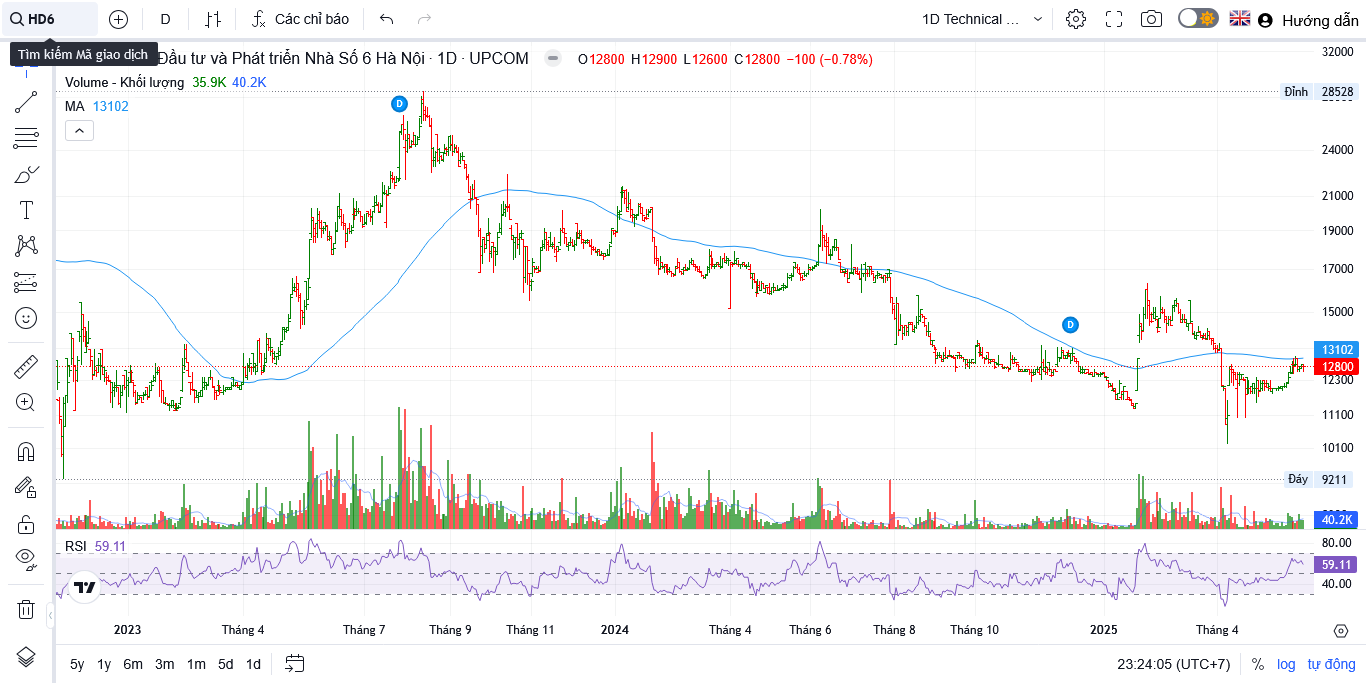 HD6
D
Các chỉ báo
1D Technical ...
Hướng dẫn
Tìm kiếm Mã giao dịch
Đầu tư và Phát triển Nhà Số 6 Hà Nội · 1D · UPCOM
O12800 H12900 L12600 C12800 −100 (−0.78%)
Volume - Khối lượng 35.9K 40.2K
MA 13102
D
D
32000
Đỉnh 28528
24000
21000
19000
17000
15000
13102
12800
12300
11100
10100
Đáy 9211
40.2K
RSI 59.11
80.00
59.11
40.00
2023 Tháng 4 Tháng 7 Tháng 9 Tháng 11 2024 Tháng 4 Tháng 6 Tháng 8 Tháng 10 2025 Tháng 4
5y 1y 6m 3m 1m 5d 1d
23:24:05 (UTC+7) % log tự động